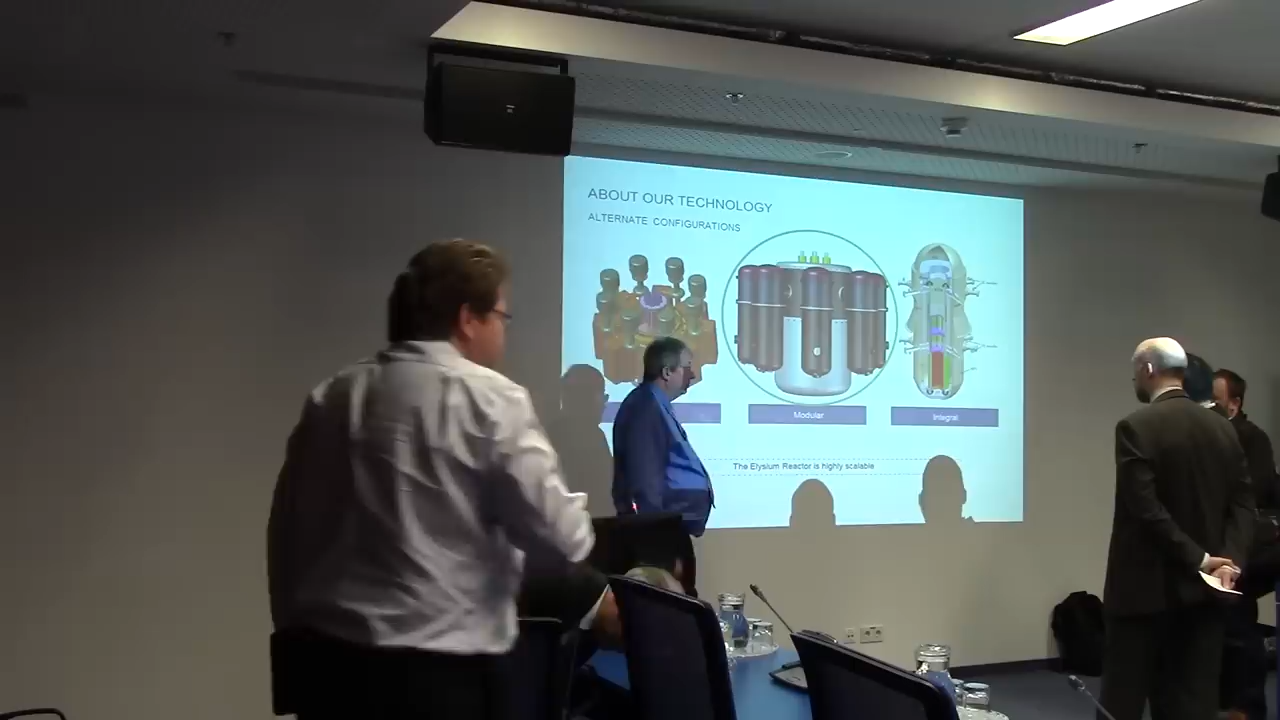 ABOUT OUR TECHNOLOGY
ALTERNATE CONFIGURATIONS
Modular
Integral
The Elysium Reactor is highly scalable